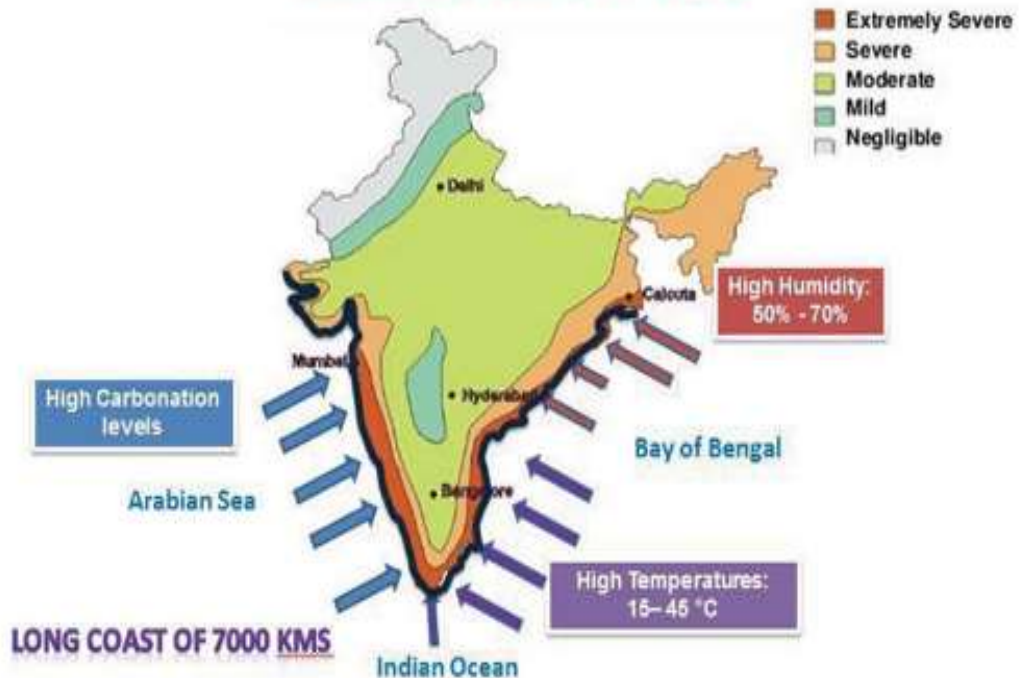 Extremely Severe
Severe
Moderate
Mild
Negligible
Delhi
High Humidity:
50% - 70%
Calcuta
Mumbai
Hyderabad
High Carbonation
levels
Bay of Bengal
Arabian Sea
Bangalore
High Temperatures:
15– 45 °C
LONG COAST OF 7000 KMS
Indian Ocean